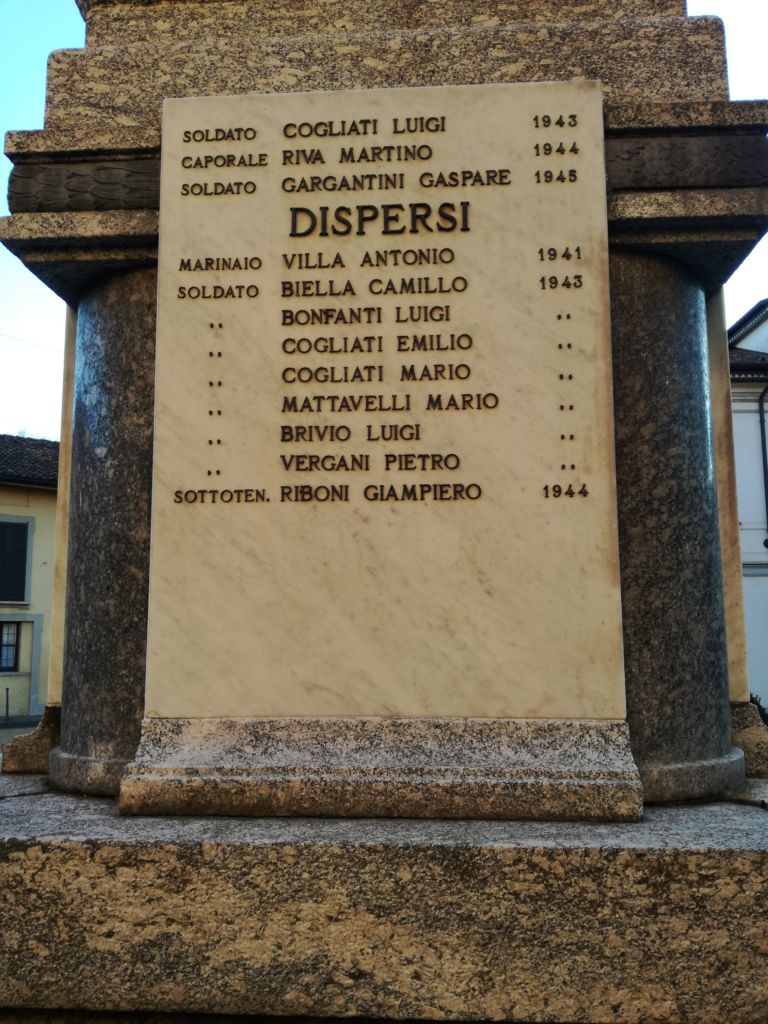 SOLDATO COGLIATI LUIGI 1943
CAPORALE RIVA MARTINO 1944
SOLDATO GARGANTINI GASPARE 1945
DISPERSI
MARINAIO VILLA ANTONIO 1941
SOLDATO BIELLA CAMILLO 1943
,, BONFANTI LUIGI ,,
,, COGLIATI EMILIO ,,
,, COGLIATI MARIO ,,
,, MATTAVELLI MARIO ,,
,, BRIVIO LUIGI ,,
,, VERGANI PIETRO ,,
SOTTOTEN. RIBONI GIAMPIERO 1944